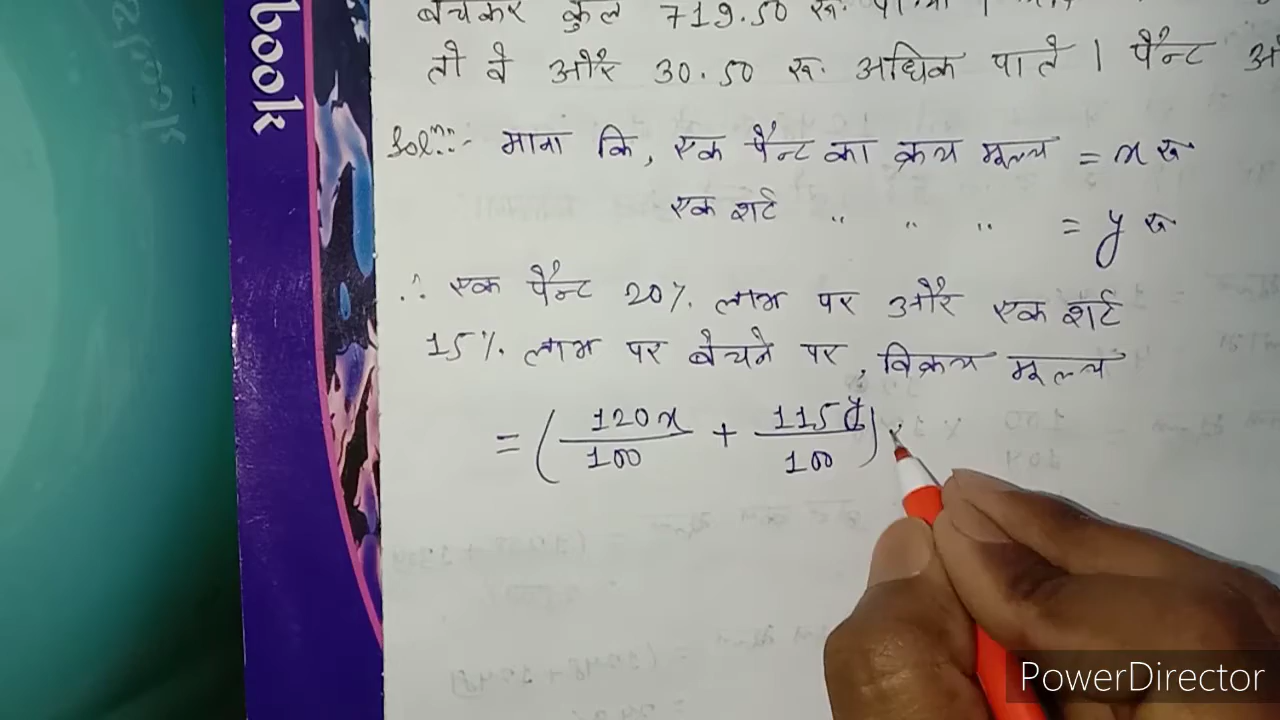 बेचकर कुल 719.50 रू
तो वे और 30.50 रू. अधिक पाते । पैन्ट
Solⁿ:- माना कि, एक पैन्ट का क्रय मूल्य = x रू
एक शर्ट " " " = y रू
∴ एक पैन्ट 20% लाभ पर और एक शर्ट
15% लाभ पर बेचने पर, विक्रय मूल्य
= (120x/100 + 115y/100)
book
PowerDirector